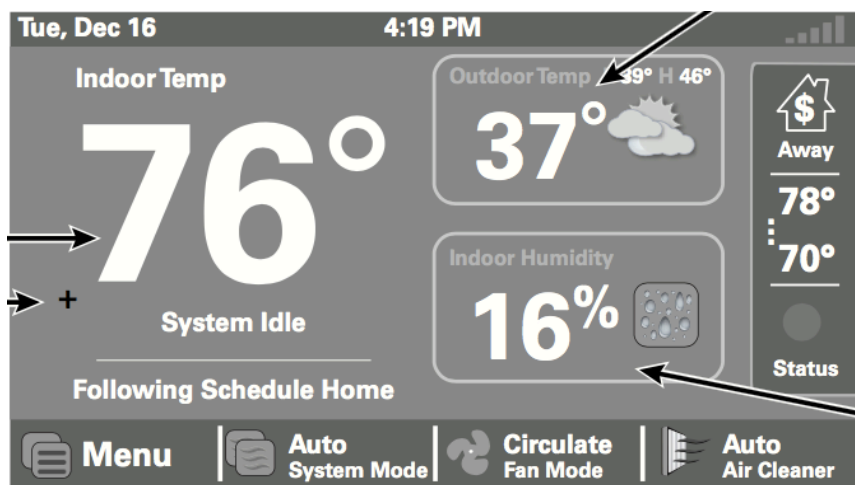 Tue, Dec 16
4:19 PM
Indoor Temp
76°
+
System Idle
Following Schedule Home
Outdoor Temp 39° H 46°
37°
Indoor Humidity
16%
$
Away
78°
70°
Status
Menu
Auto
System Mode
Circulate
Fan Mode
Auto
Air Cleaner